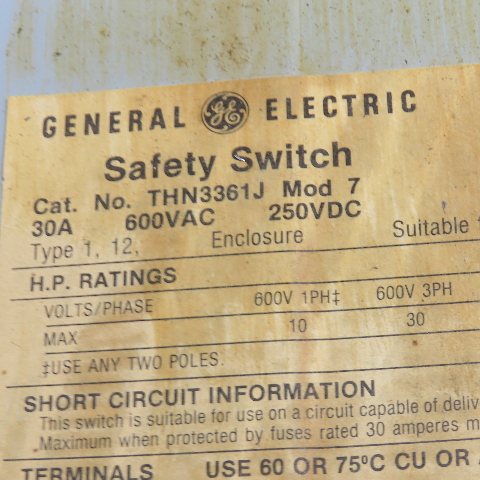 GENERAL GE ELECTRIC
Safety Switch
Cat. No. THN3361J Mod 7
30A 600VAC 250VDC
Type 1, 12, Enclosure Suitable
H.P. RATINGS
VOLTS/PHASE 600V 1PH‡ 600V 3PH
MAX 10 30
‡USE ANY TWO POLES.
SHORT CIRCUIT INFORMATION
This switch is suitable for use on a circuit capable of deliv
Maximum when protected by fuses rated 30 amperes m
TERMINALS USE 60 OR 75ºC CU OR